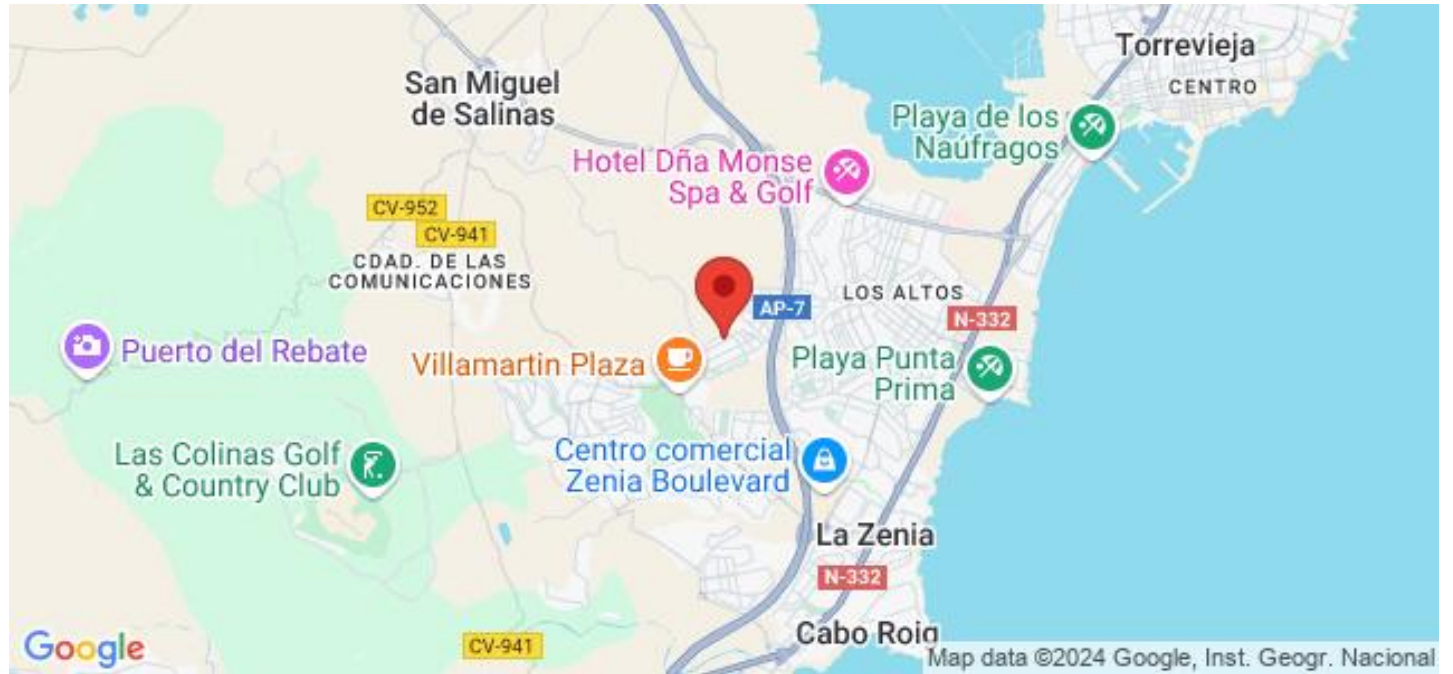 Torrevieja
CENTRO
San Miguel
de Salinas
Playa de los
Naúfragos
Hotel Dña Monse
Spa & Golf
CV-952
CV-941
CDAD. DE LAS
COMUNICACIONES
AP-7
LOS ALTOS
N-332
Puerto del Rebate
Villamartin Plaza
Playa Punta
Prima
Las Colinas Golf
& Country Club
Centro comercial
Zenia Boulevard
La Zenia
N-332
Cabo Roig
CV-941
Google
Map data ©2024 Google, Inst. Geogr. Nacional